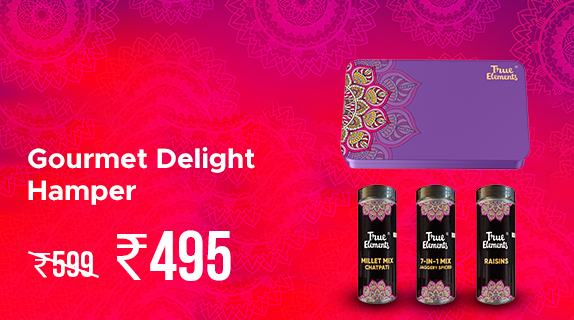 True
Elements
Gourmet Delight
Hamper
₹599
₹495
True
Elements
MILLET MIX
CHATPATI
True
Elements
7-IN-1 MIX
JAGGERY SPICED
True
Elements
RAISINS